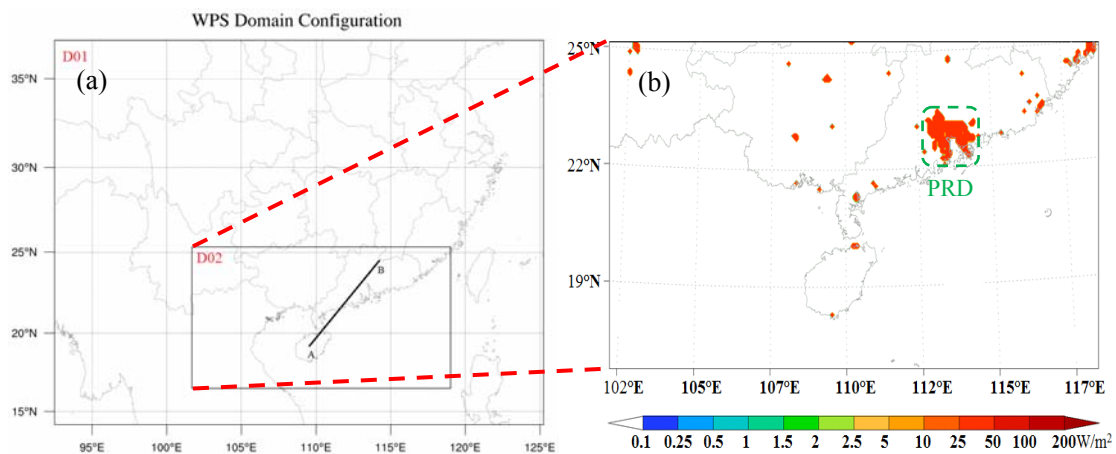 WPS Domain Configuration
D01
(a)
35°N
30°N
25°N
20°N
15°N
D02
B
A
95°E
100°E
105°E
110°E
115°E
120°E
125°E
(b)
25°N
22°N
19°N
PRD
102°E
105°E
107°E
110°E
112°E
115°E
117°E
0.1 0.25 0.5 1 1.5 2 2.5 5 10 25 50 100 200W/m²